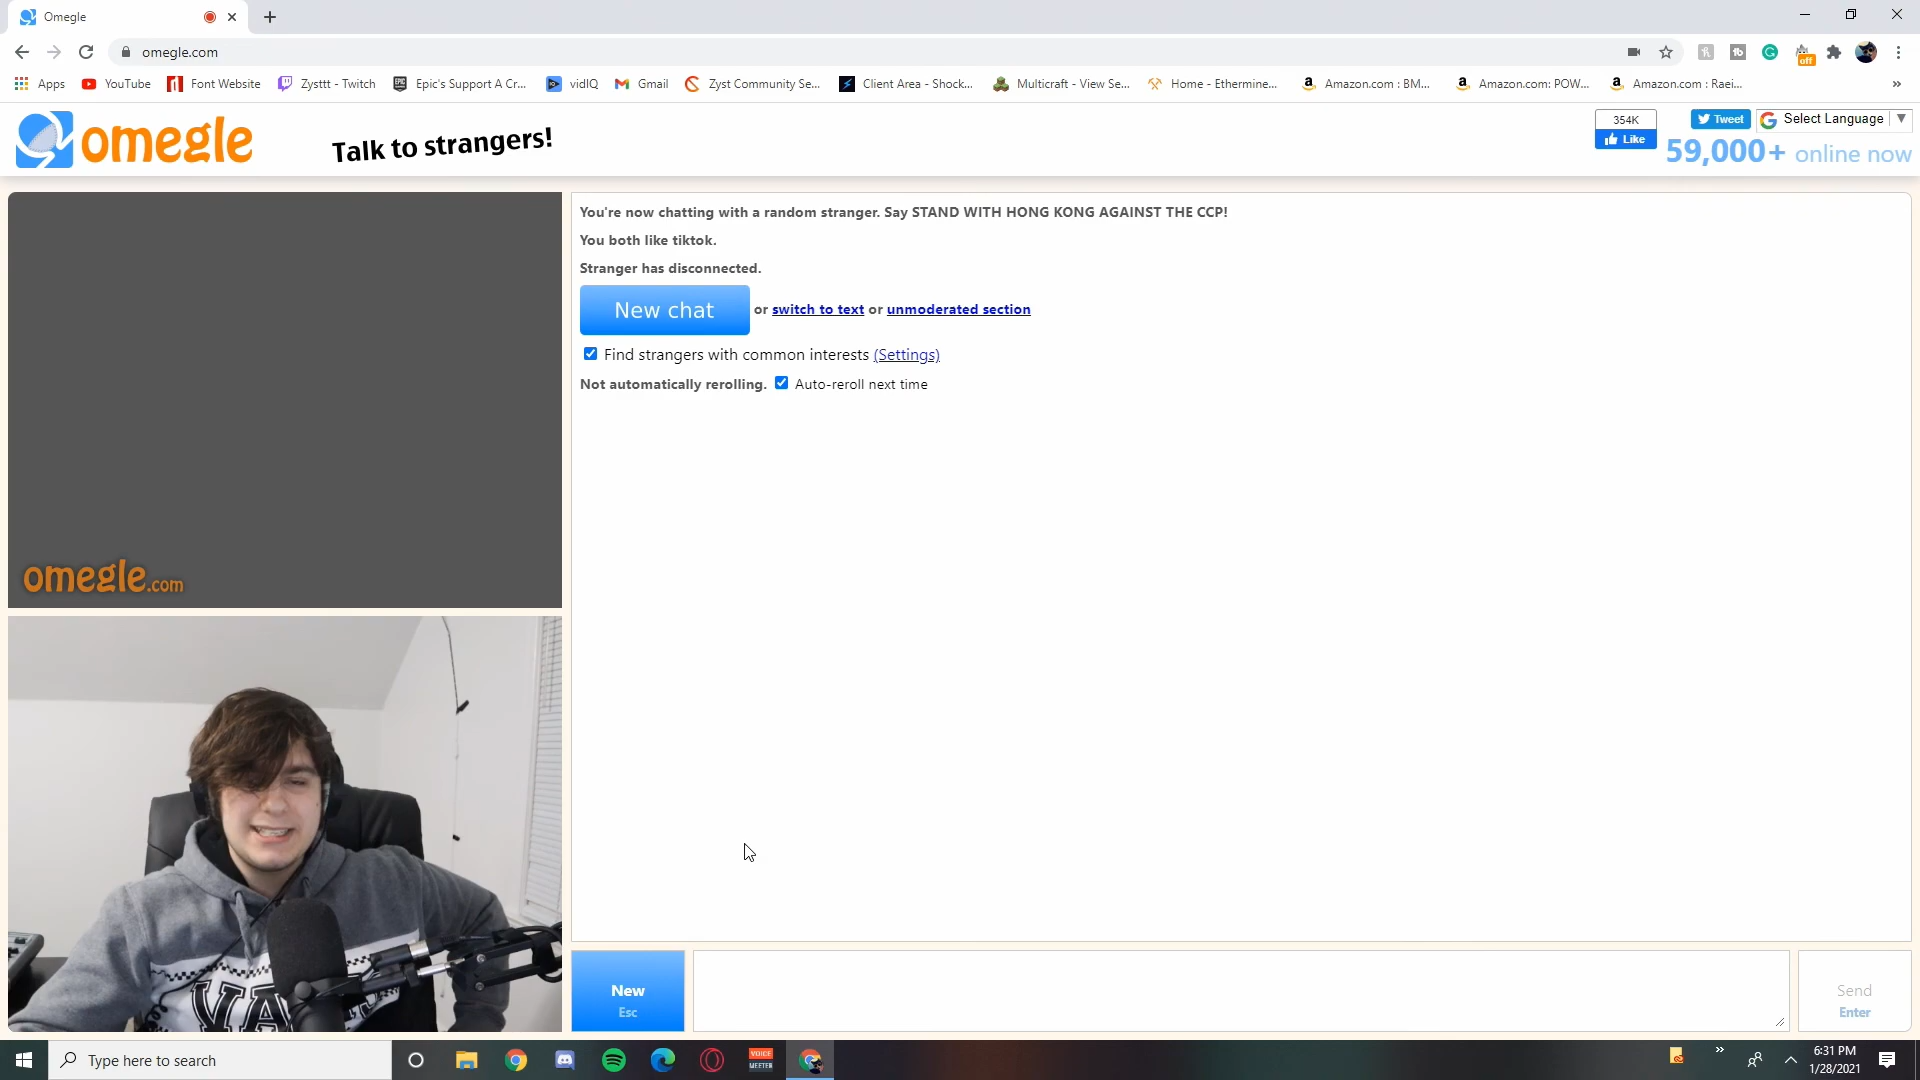 Omegle
omegle.com
Apps YouTube Font Website Zysttt - Twitch Epic's Support A Cr... vidIQ Gmail Zyst Community Se... Client Area - Shock... Multicraft - View Se... Home - Ethermine... Amazon.com : BM... Amazon.com: POW... Amazon.com : Raei... »
off
omegle
Talk to strangers!
354K
Like
Tweet
Select Language ▼
59,000+ online now
You're now chatting with a random stranger. Say STAND WITH HONG KONG AGAINST THE CCP!
You both like tiktok.
Stranger has disconnected.
New chat or switch to text or unmoderated section
Find strangers with common interests (Settings)
Not automatically rerolling. Auto-reroll next time
omegle.com
VA
New
Esc
Send
Enter
Type here to search
VOICE
MEETER
6:31 PM
1/28/2021